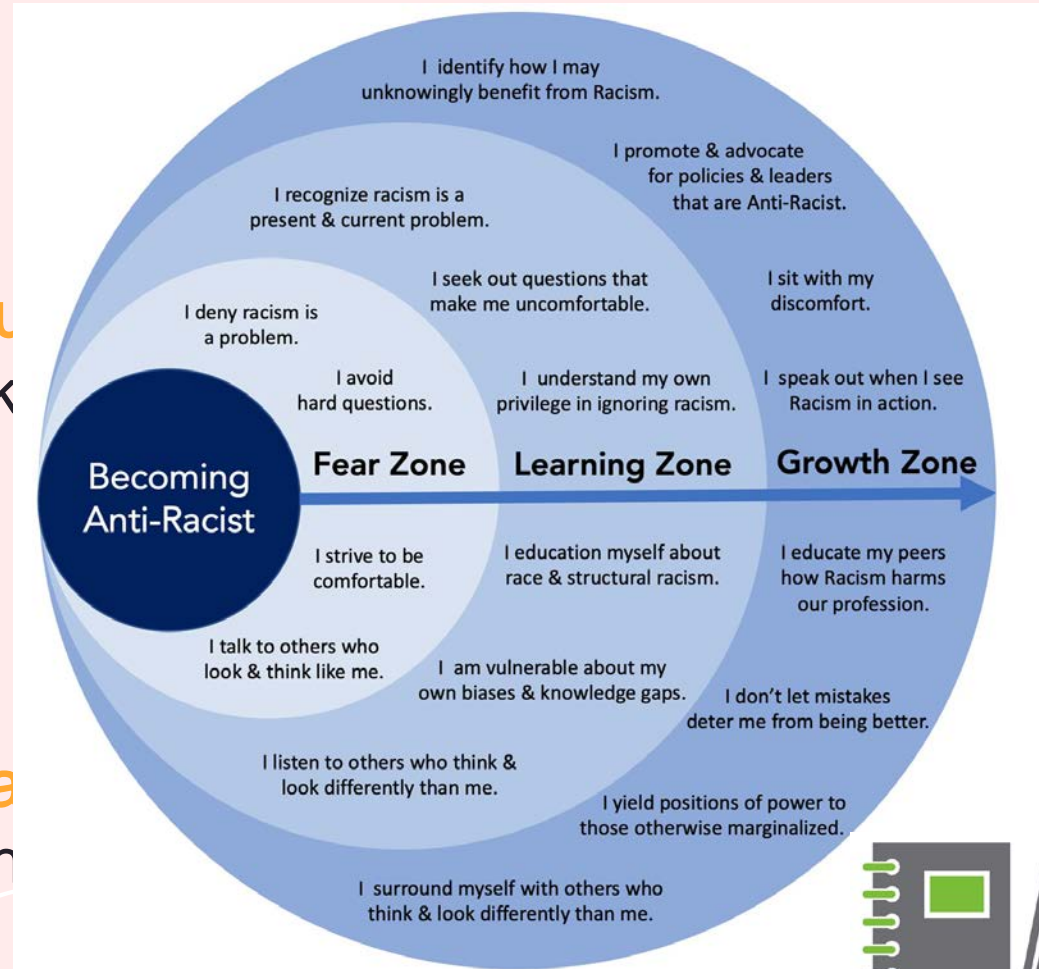 I identify how I may
unknowingly benefit from Racism.
I promote & advocate
for policies & leaders
that are Anti-Racist.
I recognize racism is a
present & current problem.
I seek out questions that
make me uncomfortable.
I sit with my
discomfort.
I deny racism is
a problem.
I avoid
hard questions.
I understand my own
privilege in ignoring racism.
I speak out when I see
Racism in action.
Becoming
Anti-Racist
Fear Zone
Learning Zone
Growth Zone
I strive to be
comfortable.
I education myself about
race & structural racism.
I educate my peers
how Racism harms
our profession.
I talk to others who
look & think like me.
I am vulnerable about my
own biases & knowledge gaps.
I don't let mistakes
deter me from being better.
I listen to others who think &
look differently than me.
I yield positions of power to
those otherwise marginalized.
I surround myself with others who
think & look differently than me.